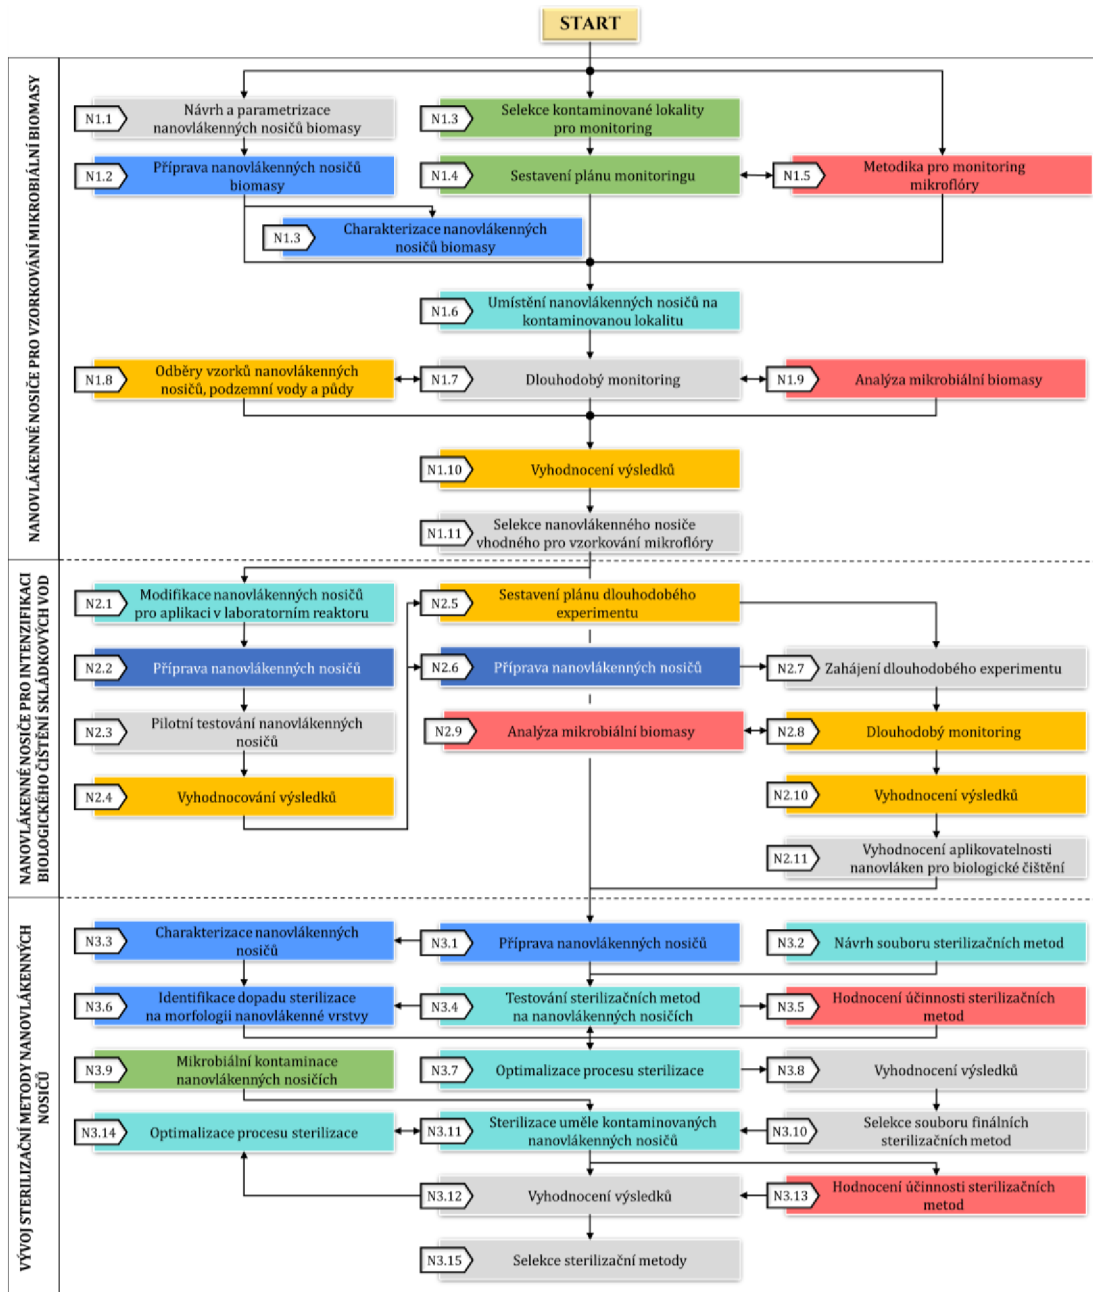 START
NANOVLÁKENNÉ NOSIČE PRO VZORKOVÁNÍ MIKROBIÁLNÍ BIOMASY
N1.1
Návrh a parametrizace
nanovlákenných nosičů biomasy
N1.3
Selekce kontaminované lokality
pro monitoring
N1.2
Příprava nanovlákenných nosičů
biomasy
N1.4
Sestavení plánu monitoringu
N1.5
Metodika pro monitoring
mikroflóry
N1.3
Charakterizace nanovlákenných
nosičů biomasy
N1.6
Umístění nanovlákenných nosičů na
kontaminovanou lokalitu
N1.8
Odběry vzorků nanovlákenných
nosičů, podzemní vody a půdy
N1.7
Dlouhodobý monitoring
N1.9
Analýza mikrobiální biomasy
N1.10
Vyhodnocení výsledků
N1.11
Selekce nanovlákenného nosiče
vhodného pro vzorkování mikroflóry
NANOVLÁKENNÉ NOSIČE PRO INTENZIFIKACI
BIOLOGICKÉHO ČIŠTĚNÍ SKLÁDKOVÝCH VOD
N2.1
Modifikace nanovlákenných nosičů
pro aplikaci v laboratorním reaktoru
N2.5
Sestavení plánu dlouhodobého
experimentu
N2.2
Příprava nanovlákenných nosičů
N2.6
Příprava nanovlákenných nosičů
N2.7
Zahájení dlouhodobého experimentu
N2.3
Pilotní testování nanovlákenných
nosičů
N2.9
Analýza mikrobiální biomasy
N2.8
Dlouhodobý monitoring
N2.4
Vyhodnocování výsledků
N2.10
Vyhodnocení výsledků
N2.11
Vyhodnocení aplikovatelnosti
nanovláken pro biologické čištění
VÝVOJ STERILIZAČNÍ METODY NANOVLÁKENNÝCH
NOSIČŮ
N3.3
Charakterizace nanovlákenných
nosičů
N3.1
Příprava nanovlákenných nosičů
N3.2
Návrh souboru sterilizačních metod
N3.6
Identifikace dopadu sterilizace
na morfologii nanovlákenné vrstvy
N3.4
Testování sterilizačních metod
na nanovlákenných nosičích
N3.5
Hodnocení účinnosti sterilizačních
metod
N3.9
Mikrobiální kontaminace
nanovlákenných nosičích
N3.7
Optimalizace procesu sterilizace
N3.8
Vyhodnocení výsledků
N3.14
Optimalizace procesu sterilizace
N3.11
Sterilizace uměle kontaminovaných
nanovlákenných nosičů
N3.10
Selekce souboru finálních
sterilizačních metod
N3.12
Vyhodnocení výsledků
N3.13
Hodnocení účinnosti sterilizačních
metod
N3.15
Selekce sterilizační metody